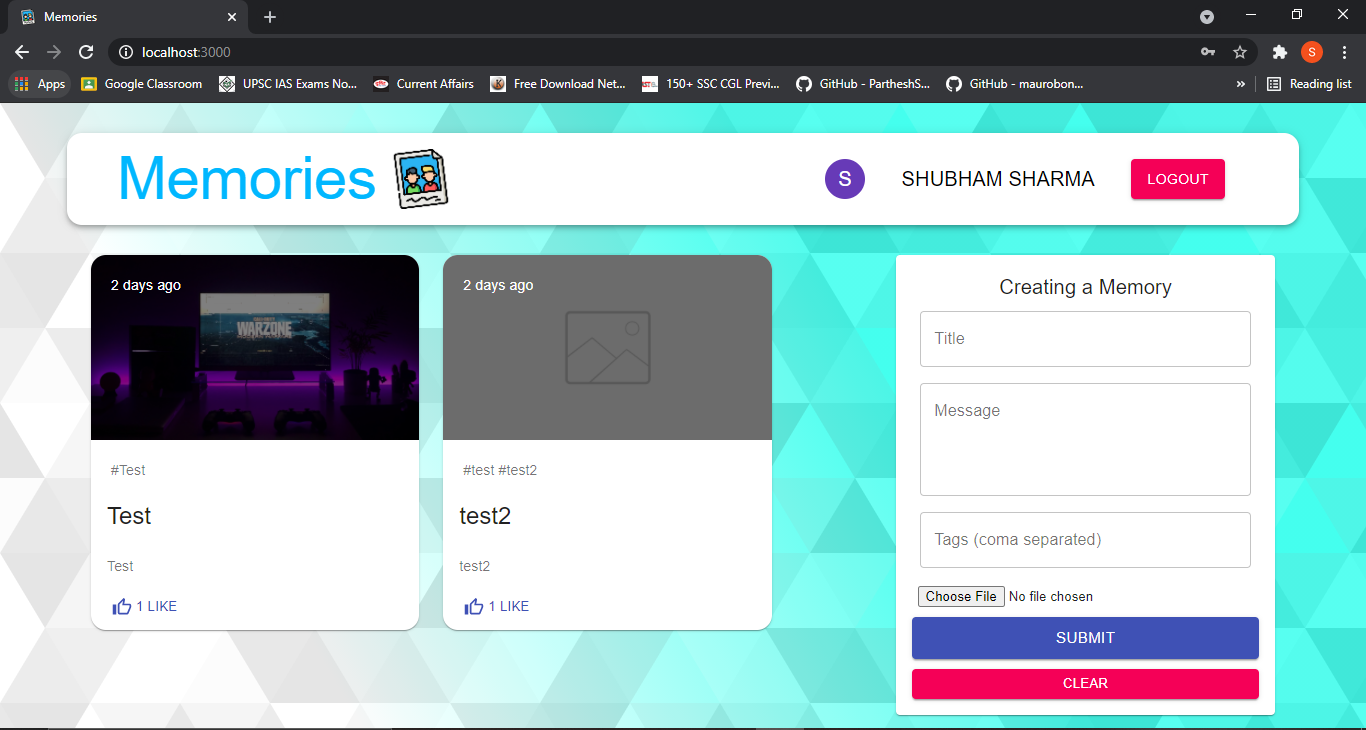 Memories
localhost:3000
S
Apps
Google Classroom
UPSC IAS Exams No...
Current Affairs
Free Download Net...
150+ SSC CGL Previ...
GitHub - PartheshS...
GitHub - maurobon...
»
Reading list
Memories
S
SHUBHAM SHARMA
LOGOUT
2 days ago
WARZONE
#Test
Test
Test
1 LIKE
2 days ago
#test #test2
test2
test2
1 LIKE
Creating a Memory
Title
Message
Tags (coma separated)
Choose File No file chosen
SUBMIT
CLEAR